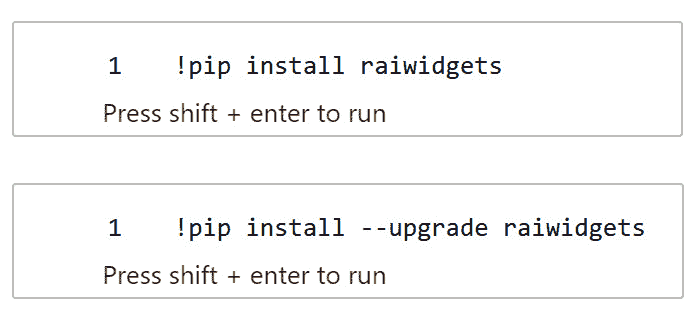 1 !pip install raiwidgets
Press shift + enter to run
1 !pip install --upgrade raiwidgets
Press shift + enter to run